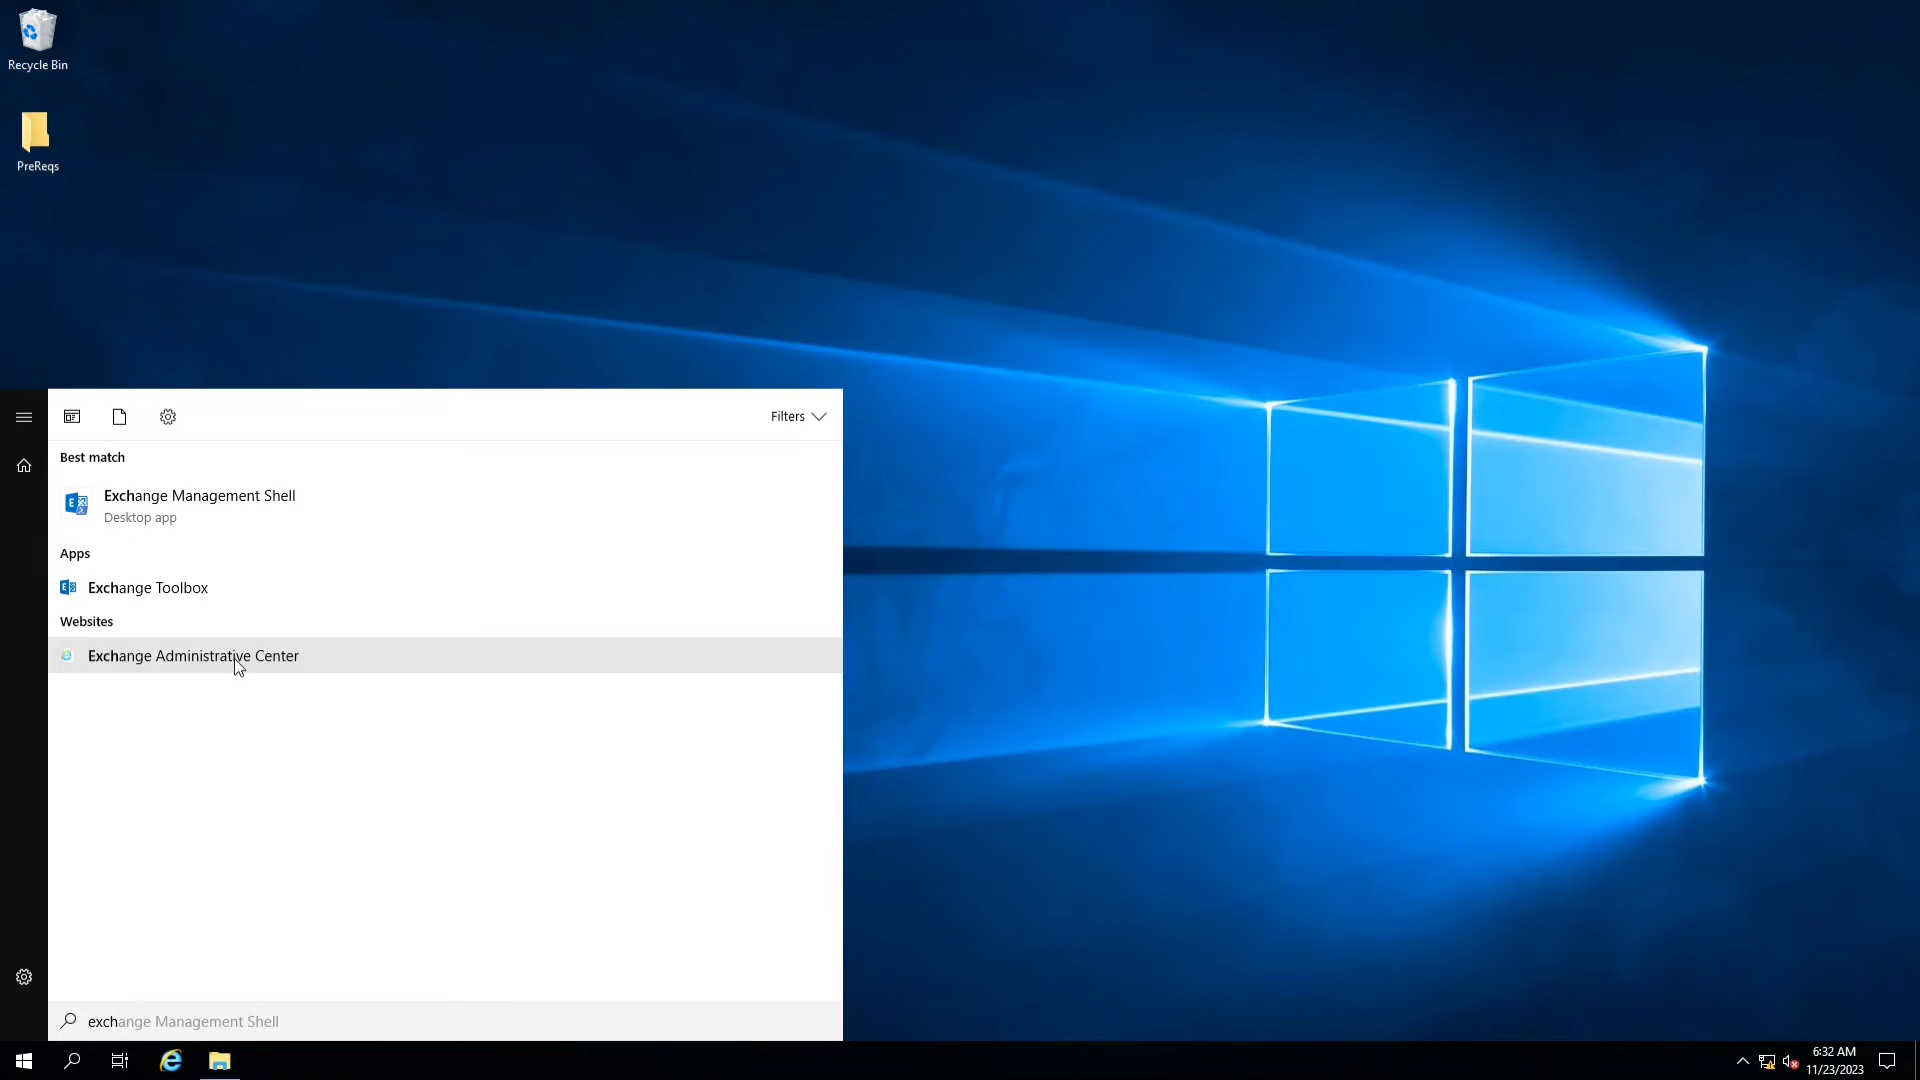 Recycle Bin
PreReqs
Filters
Best match
Exchange Management Shell
Desktop app
Apps
Exchange Toolbox
Websites
Exchange Administrative Center
exchange Management Shell
6:32 AM
11/23/2023